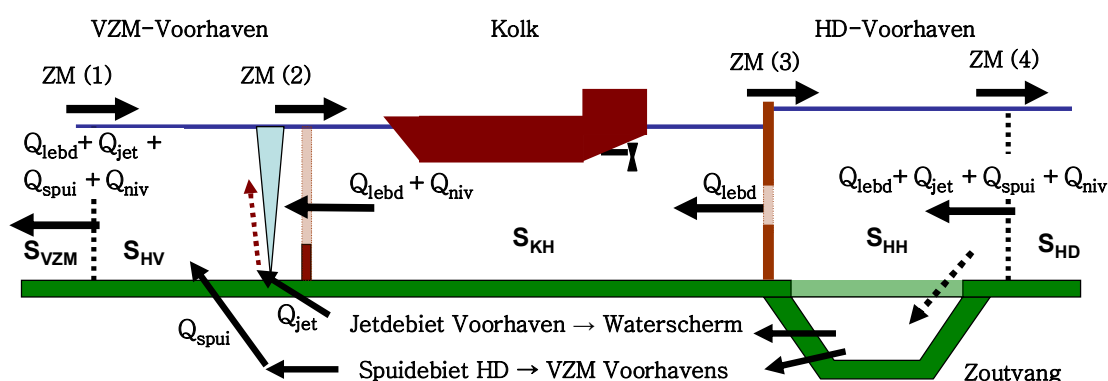 VZM-Voorhaven
Kolk
HD-Voorhaven
ZM (1)
ZM (2)
ZM (3)
ZM (4)
Qlebd+ Qjet +
Qspui + Qniv
Qlebd + Qniv
Qlebd
Qlebd+ Qjet + Qspui + Qniv
SVZM
SHV
SKH
SHH
SHD
Qspui
Qjet
Jetdebiet Voorhaven → Waterscherm
Spuidebiet HD → VZM Voorhavens
Zoutvang